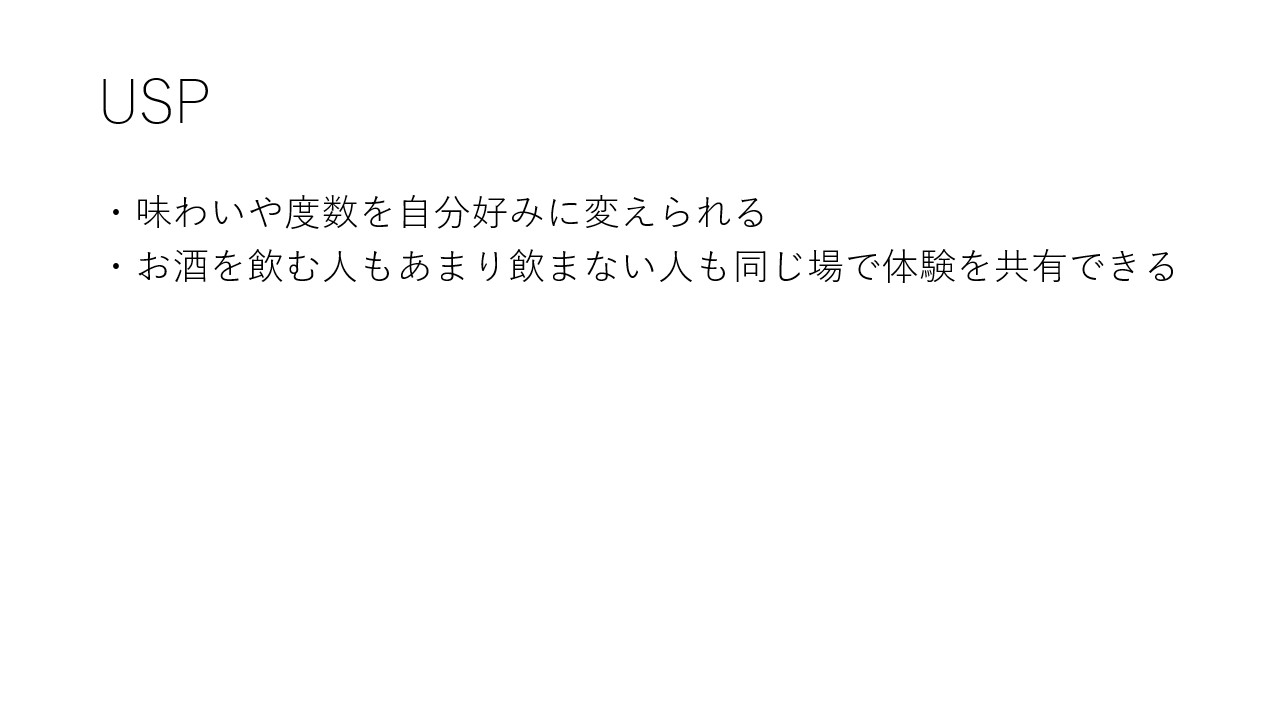 USP
・味わいや度数を自分好みに変えられる
・お酒を飲む人もあまり飲まない人も同じ場で体験を共有できる